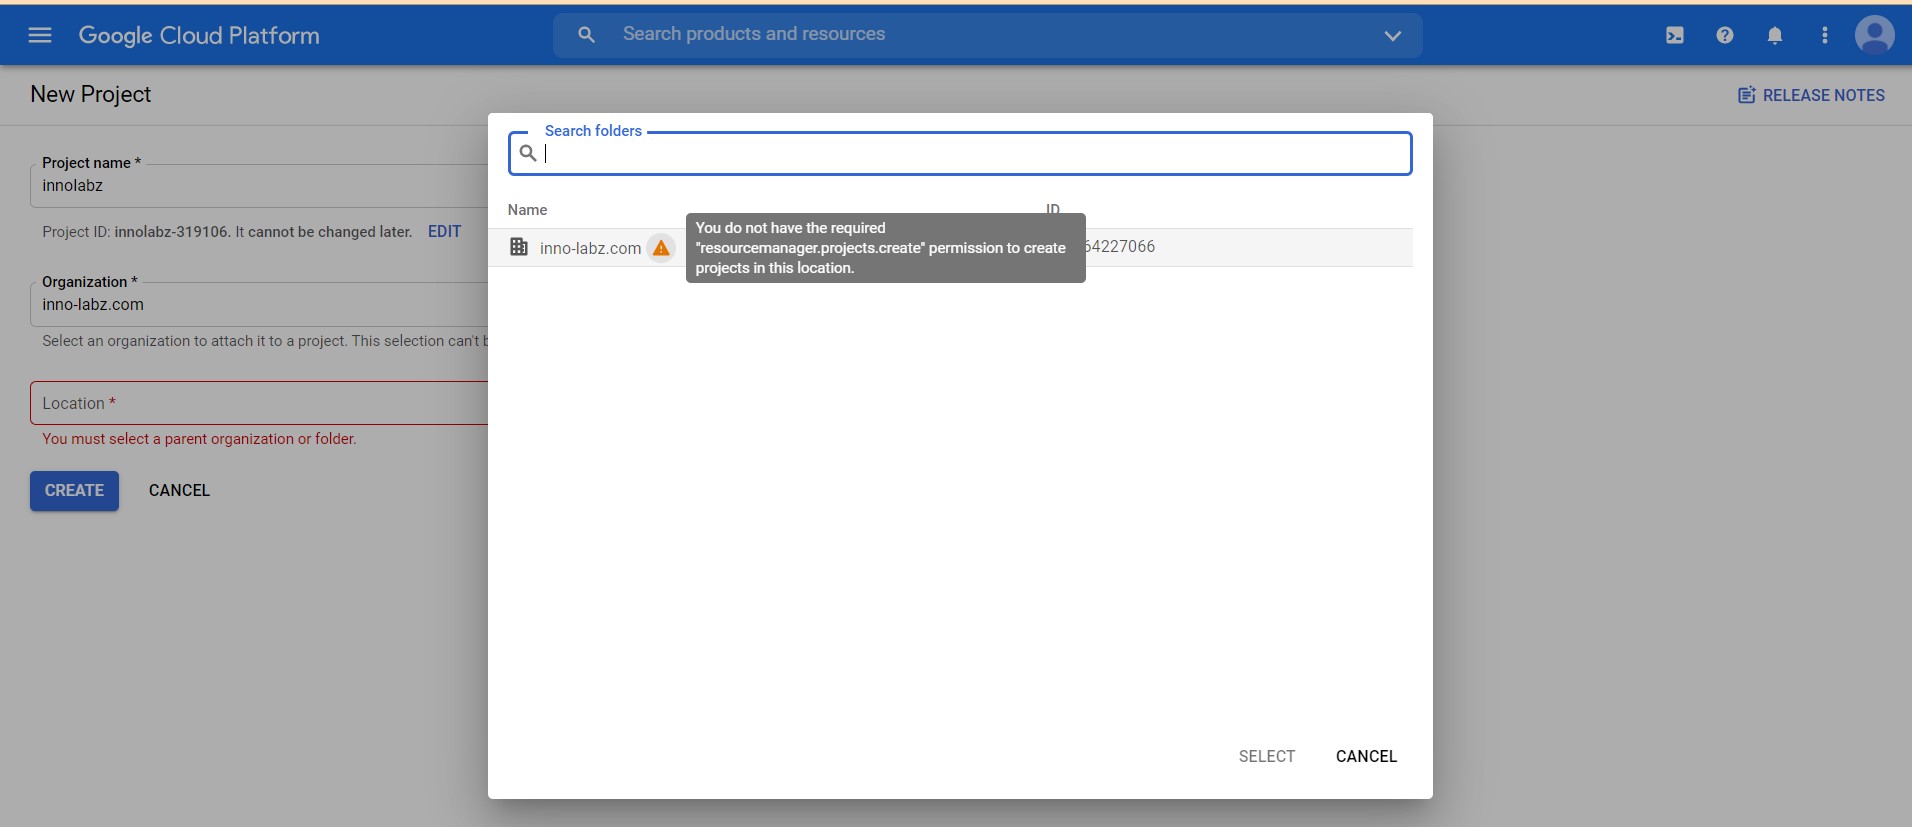 Google Cloud Platform
Search products and resources
New Project
RELEASE NOTES
Project name *
innolabz
Project ID: innolabz-319106. It cannot be changed later. EDIT
Organization *
inno-labz.com
Select an organization to attach it to a project. This selection can't
Location *
You must select a parent organization or folder.
CREATE CANCEL
Search folders
Name ID
inno-labz.com 64227066
You do not have the required
"resourcemanager.projects.create" permission to create
projects in this location.
SELECT CANCEL